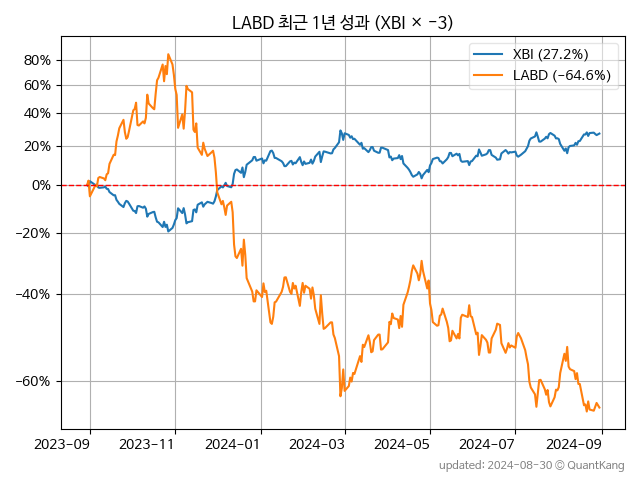 LABD 최근 1년 성과 (XBI × −3)
XBI (27.2%)
LABD (−64.6%)
80%
60%
40%
20%
0%
−20%
−40%
−60%
2023-09 2023-11 2024-01 2024-03 2024-05 2024-07 2024-09
updated: 2024-08-30 © QuantKang